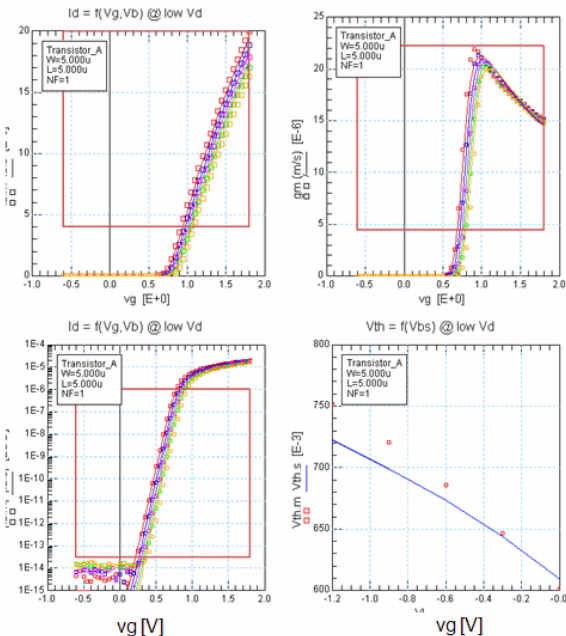 Id = f(Vg,Vb) @ low Vd
Transistor_A
W=5.000u
L=5.000u
NF=1
20
15
10
5
0
-1.0 -0.5 0.0 0.5 1.0 1.5 2.0
vg [E+0]
Transistor_A
W=5.000u
L=5.000u
NF=1
gm (m/s) [E-6]
25
20
15
10
5
0
-1.0 -0.5 0.0 0.5 1.0 1.5 2.0
vg [E+0]
Id = f(Vg,Vb) @ low Vd
Transistor_A
W=5.000u
L=5.000u
NF=1
1E-4
1E-5
1E-6
1E-7
1E-8
1E-9
1E-10
1E-11
1E-12
1E-13
1E-14
1E-15
-1.0 -0.5 0.0 0.5 1.0 1.5 2.0
vg [V]
Vth = f(Vbs) @ low Vd
Transistor_A
W=5.000u
L=5.000u
NF=1
Vth.m Vth.s [E-3]
800
750
700
650
600
-1.2 -0.9 -0.6 -0.3 -0.0
vg [V]